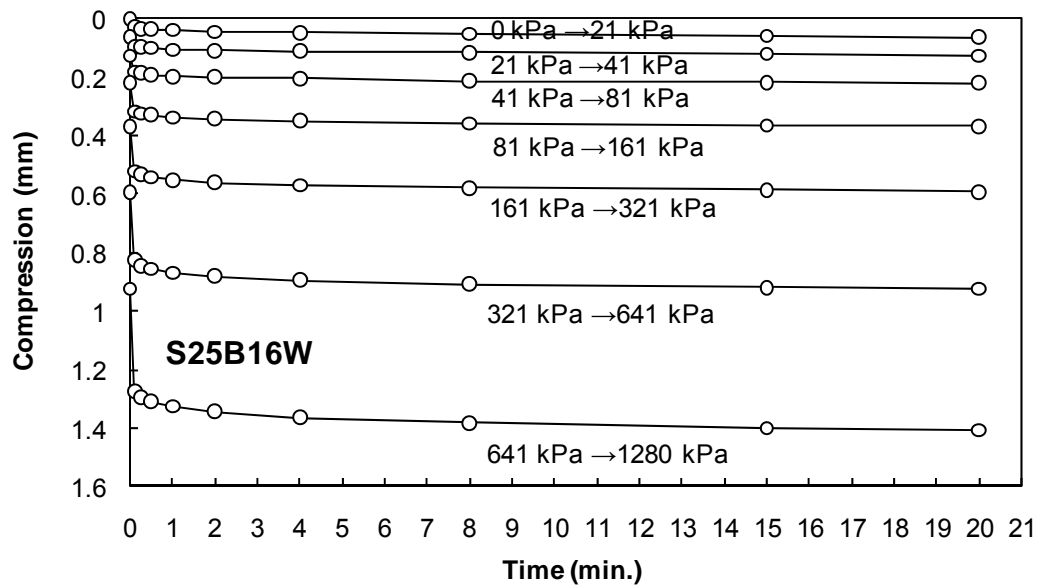 0
0.2
0.4
0.6
0.8
1
1.2
1.4
1.6
Compression (mm)
0 kPa →21 kPa
21 kPa →41 kPa
41 kPa →81 kPa
81 kPa →161 kPa
161 kPa →321 kPa
321 kPa →641 kPa
S25B16W
641 kPa →1280 kPa
0 1 2 3 4 5 6 7 8 9 10 11 12 13 14 15 16 17 18 19 20 21
Time (min.)